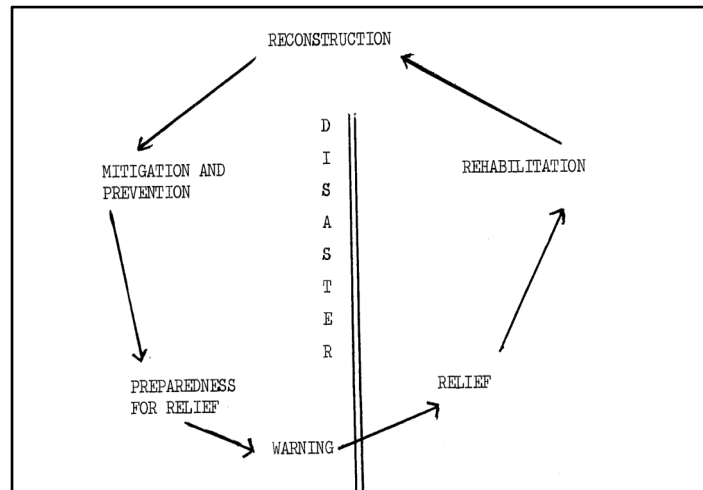 RECONSTRUCTION
D
I
S
A
S
T
E
R
MITIGATION AND
PREVENTION
REHABILITATION
PREPAREDNESS
FOR RELIEF
RELIEF
WARNING